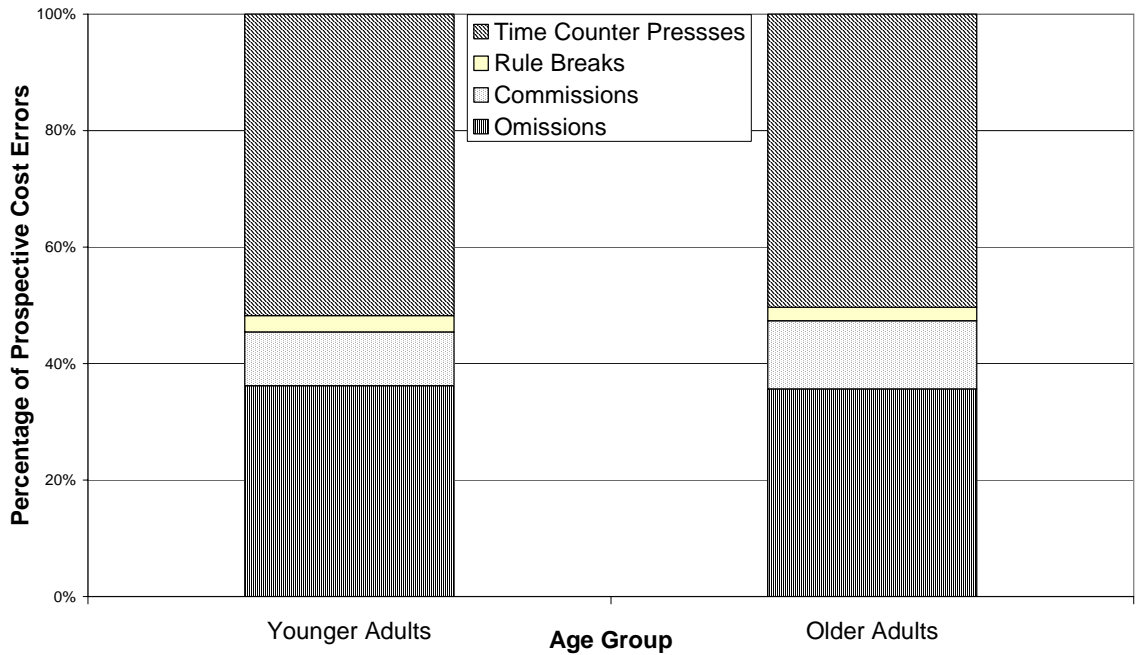 100%
80%
60%
40%
20%
0%
Percentage of Prospective Cost Errors
Time Counter Pressses
Rule Breaks
Commissions
Omissions
Younger Adults
Older Adults
Age Group